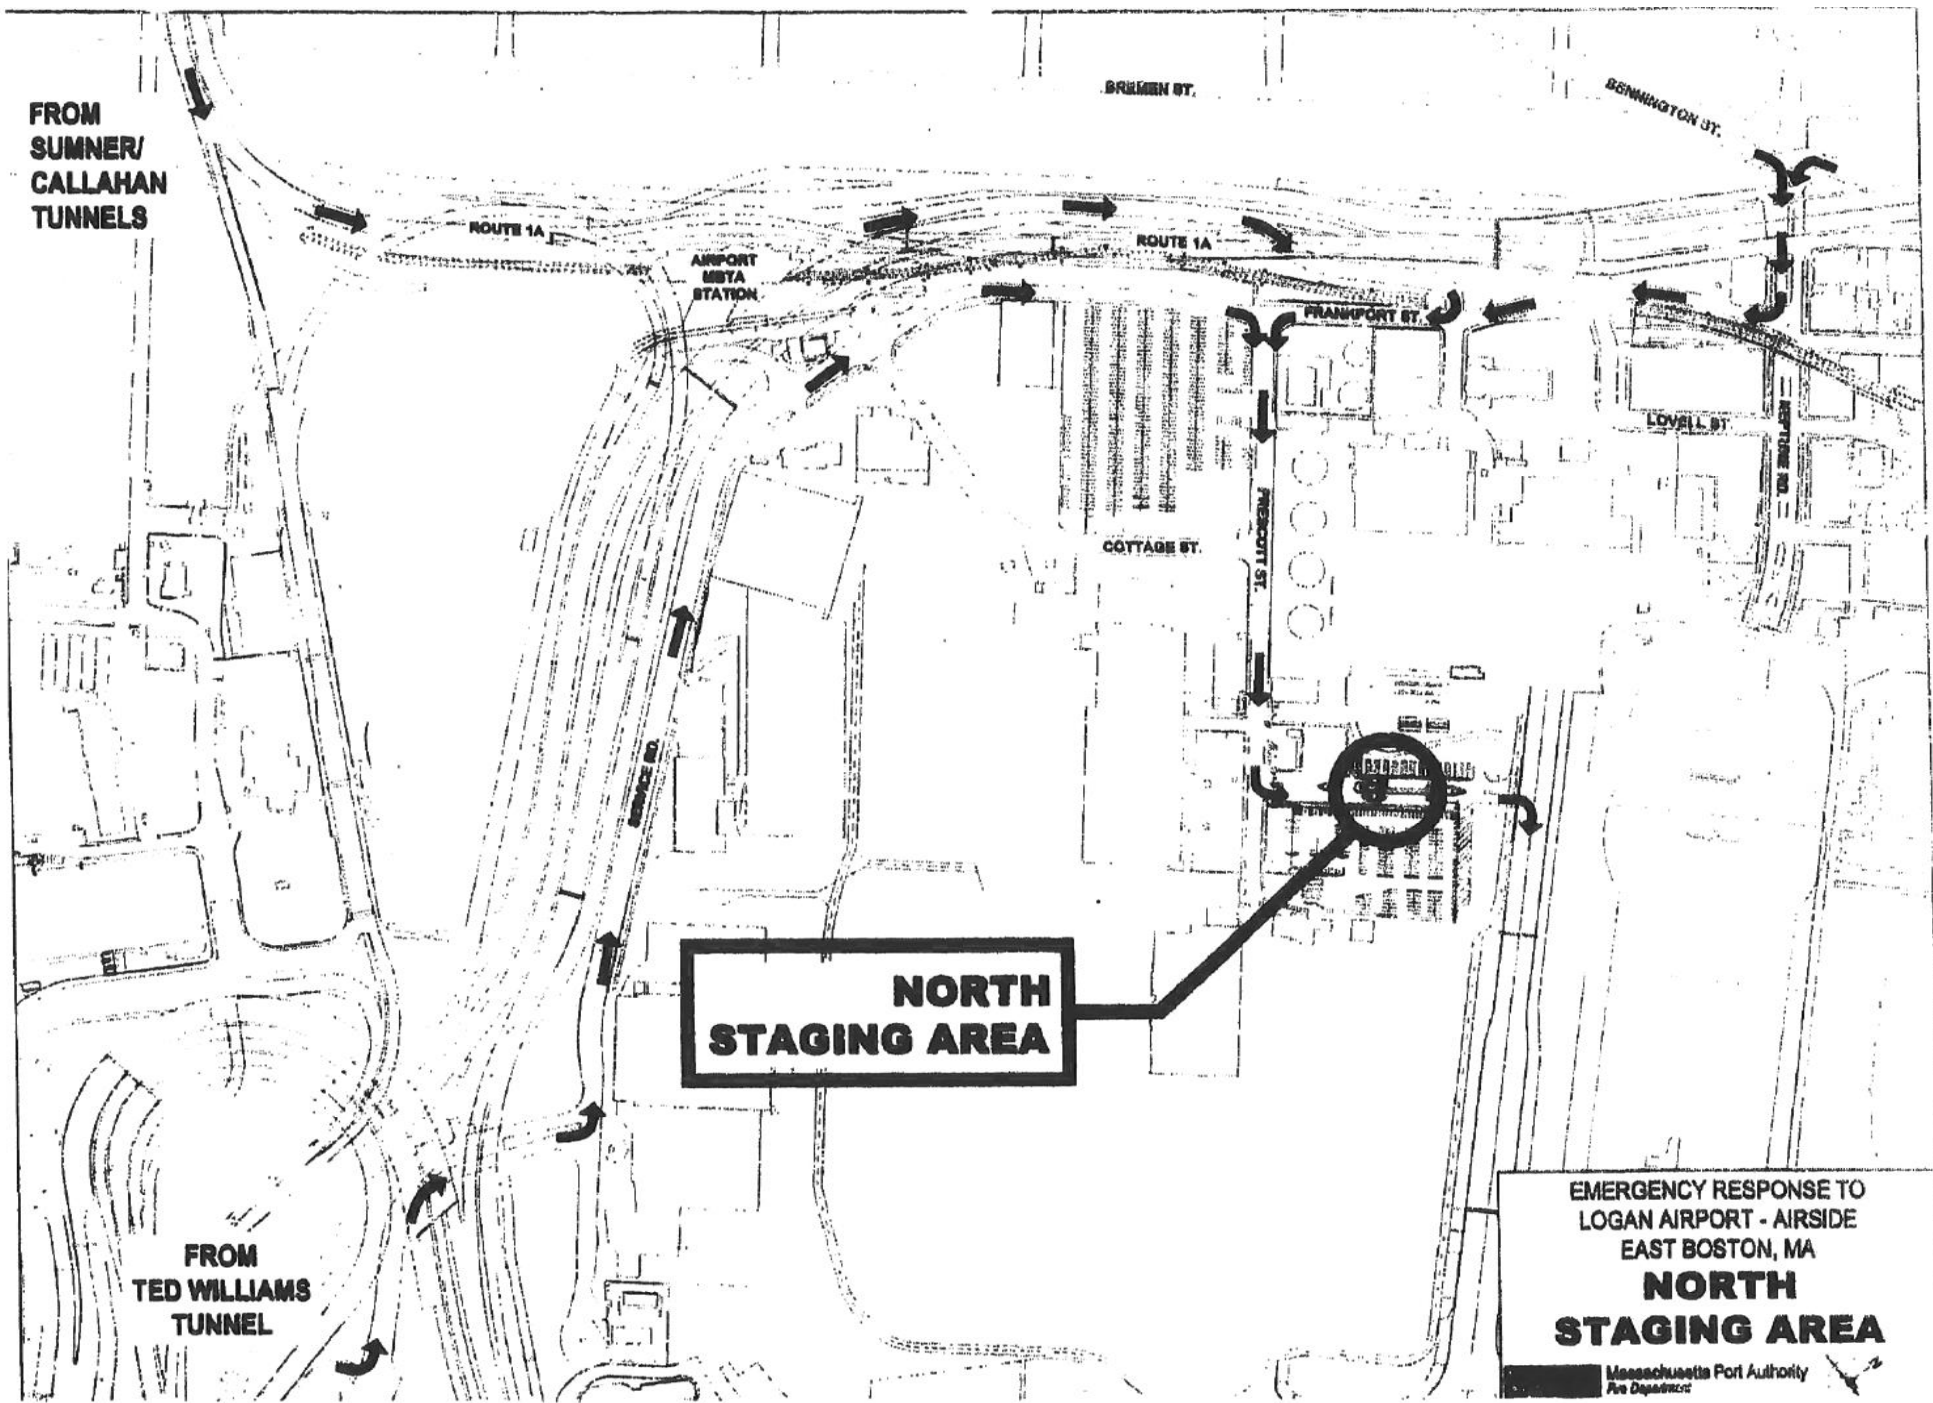 BREMEN ST.
BENNINGTON ST.
FROM
SUMNER/
CALLAHAN
TUNNELS
ROUTE 1A
ROUTE 1A
AIRPORT
MBTA
STATION
FRANKFORT ST.
LOVELL ST.
NEPTUNE RD.
PRESCOTT ST.
COTTAGE ST.
SERVICE RD
NORTH
STAGING AREA
FROM
TED WILLIAMS
TUNNEL
EMERGENCY RESPONSE TO
LOGAN AIRPORT - AIRSIDE
EAST BOSTON, MA
NORTH
STAGING AREA
Massachusetts Port Authority
Fire Department